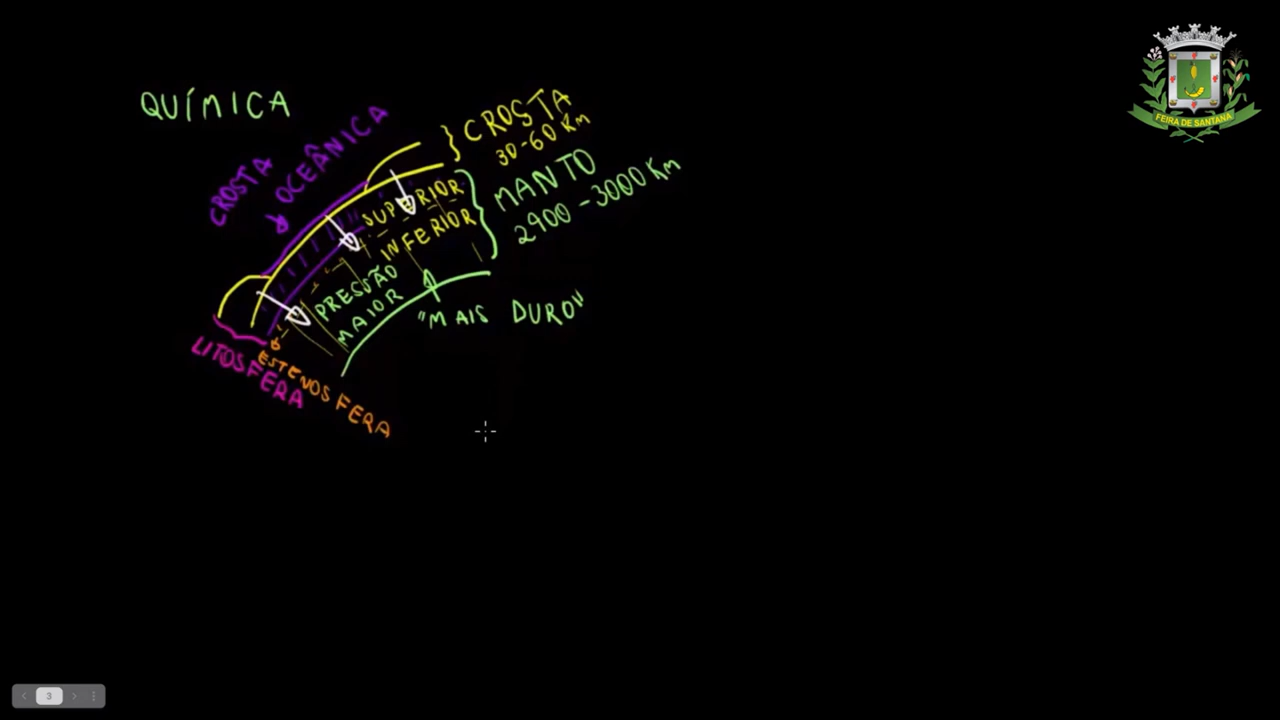 QUÍMICA
CROSTA
OCEÂNICA
CROSTA
30-60 Km
MANTO
2900 - 3000 Km
SUPERIOR
INFERIOR
PRESSÃO
MAIOR
"MAIS DURO"
LITOSFERA
ESTENOSFERA
FEIRA DE SANTANA
3